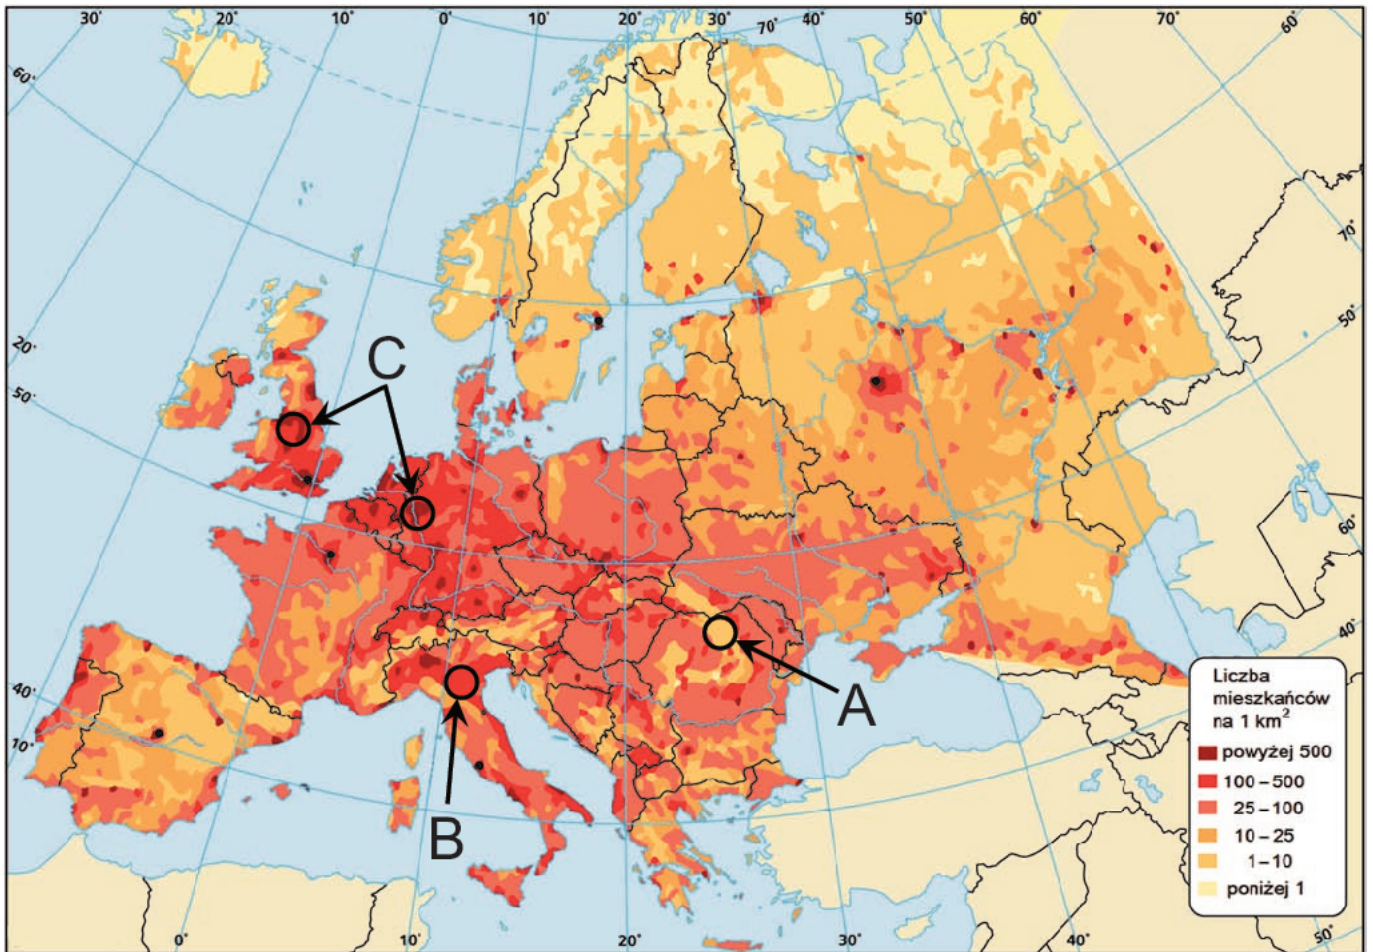 30° 20° 10° 0° 10° 20° 30° 70° 40° 50° 60° 70° 60°
60°
70°
50°
20°
50°
C
60°
40°
40°
10°
A
B
Liczba
mieszkańców
na 1 km²
powyżej 500
100–500
25–100
10–25
1–10
poniżej 1
0° 10° 20° 30° 40° 50°